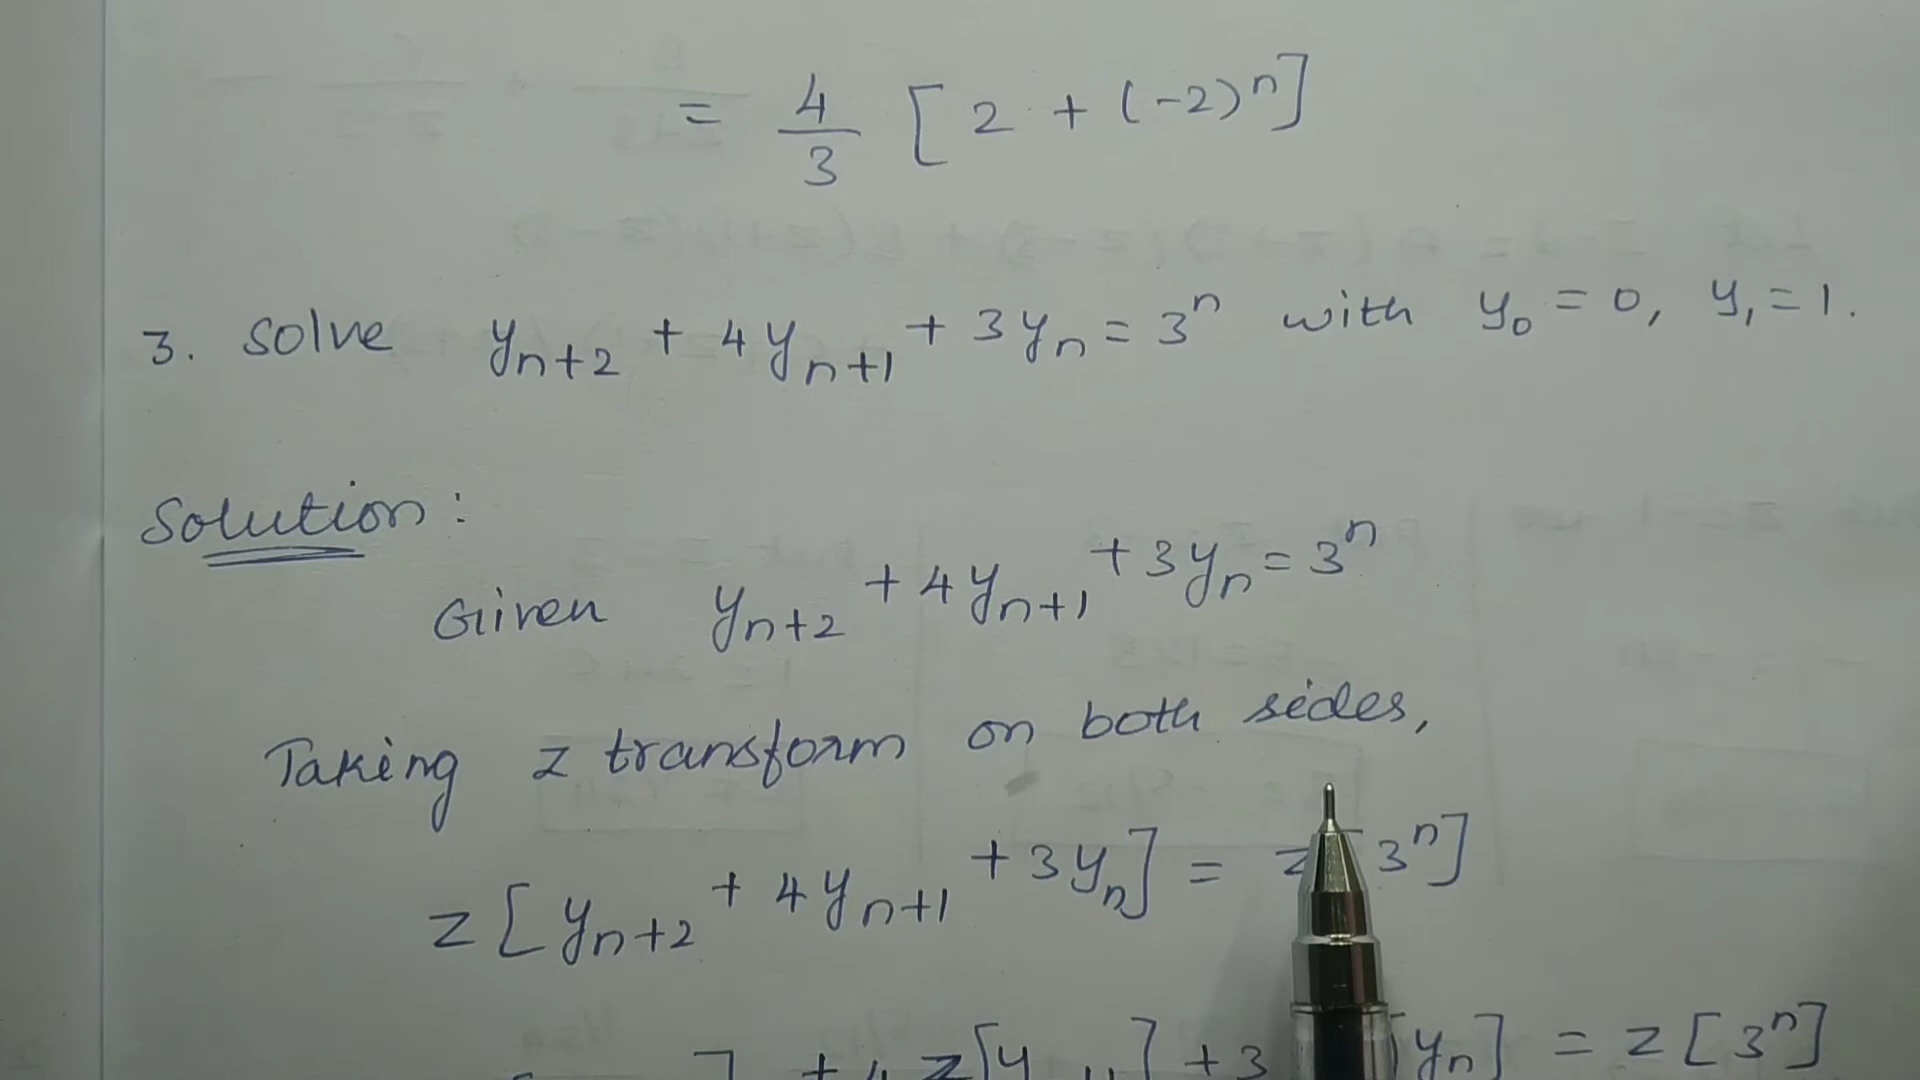 = 4/3 [2 + (-2)^n]
3. Solve y_{n+2} + 4y_{n+1} + 3y_n = 3^n with y_0 = 0, y_1 = 1.
Solution:
Given y_{n+2} + 4y_{n+1} + 3y_n = 3^n
Taking z transform on both sides,
z[y_{n+2} + 4y_{n+1} + 3y_n] = z[3^n]
] + 4 z[y ] + 3 [y_n] = z[3^n]